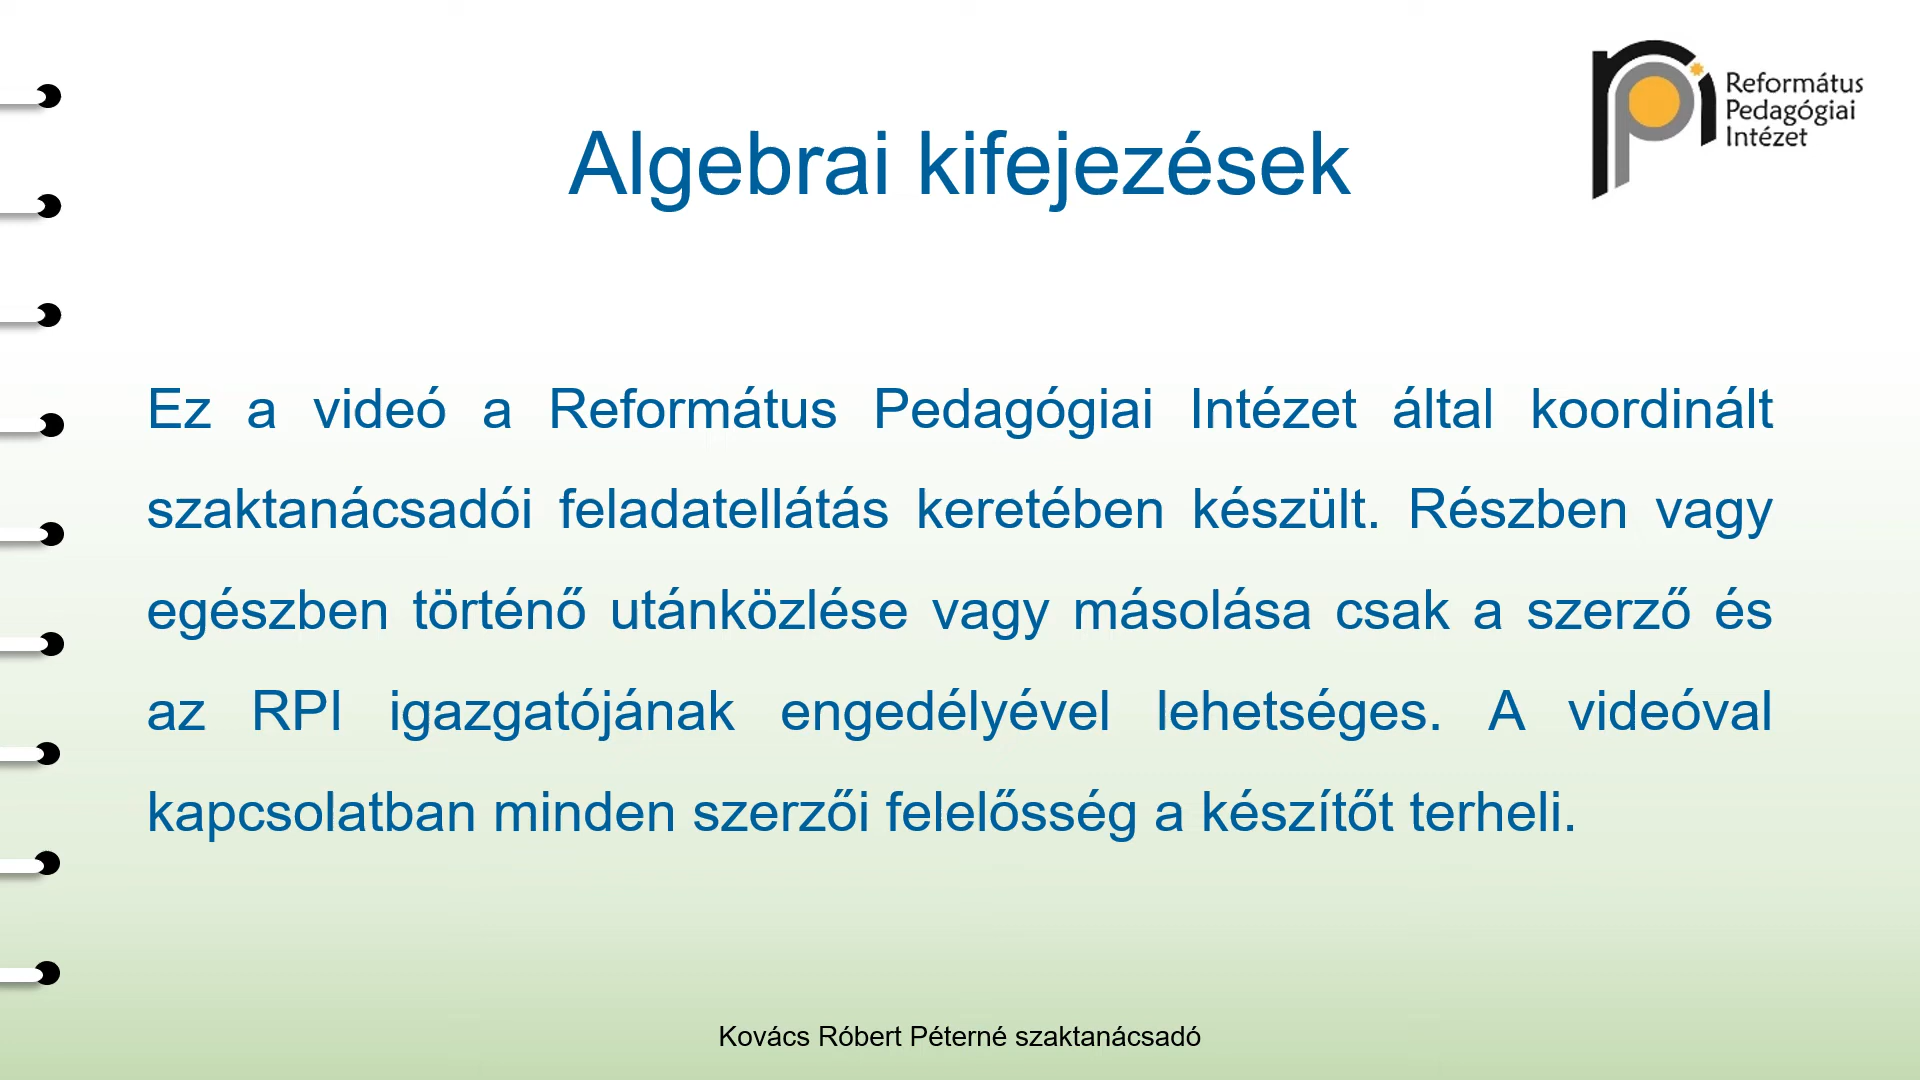 Református
Pedagógiai
Intézet
Algebrai kifejezések
Ez a videó a Református Pedagógiai Intézet által koordinált
szaktanácsadói feladatellátás keretében készült. Részben vagy
egészben történő utánközlése vagy másolása csak a szerző és
az RPI igazgatójának engedélyével lehetséges. A videóval
kapcsolatban minden szerzői felelősség a készítőt terheli.
Kovács Róbert Péterné szaktanácsadó